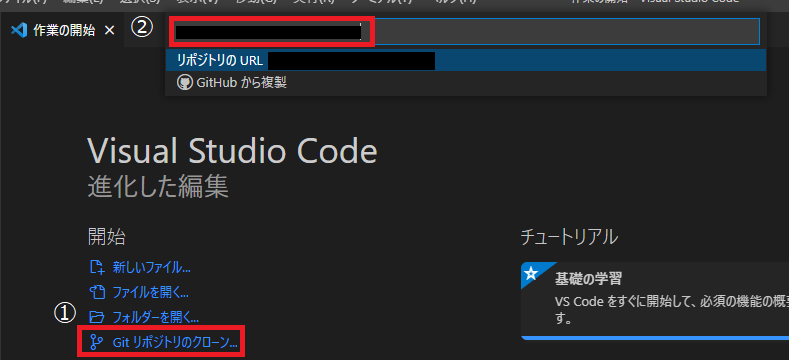 作業の開始
②
リポジトリの URL
GitHub から複製
Visual Studio Code
進化した編集
開始
新しいファイル...
ファイルを開く...
フォルダーを開く...
①
Git リポジトリのクローン...
チュートリアル
基礎の学習
VS Code をすぐに開始して、必須の機能の概要
す。